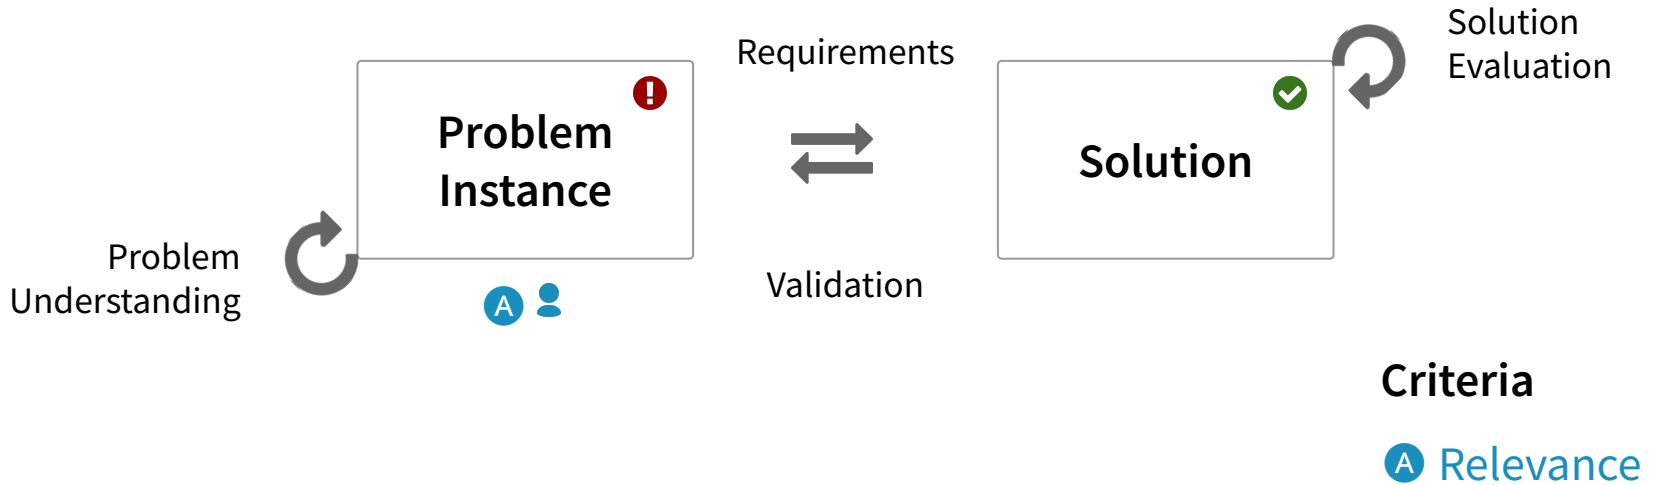 Solution
Evaluation
Requirements
Problem
Instance
Solution
Problem
Understanding
Validation
A
Criteria
A Relevance